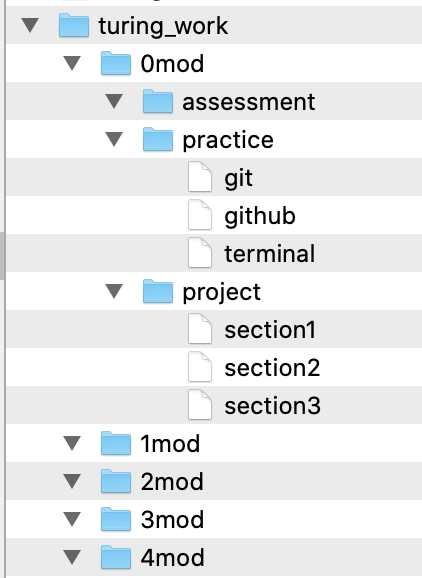 turing_work
0mod
assessment
practice
git
github
terminal
project
section1
section2
section3
1mod
2mod
3mod
4mod